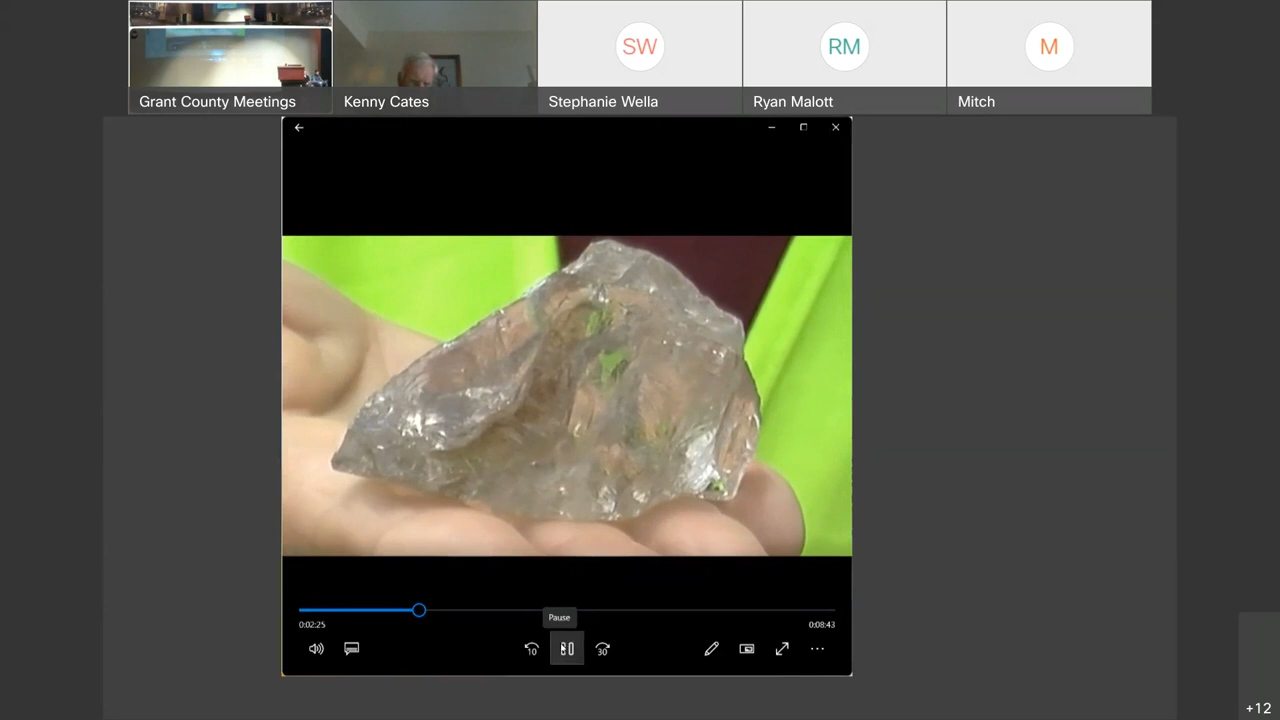 SW
RM
M
Grant County Meetings
Kenny Cates
Stephanie Wella
Ryan Malott
Mitch
Pause
0:02:25
0:08:43
10
30
+12